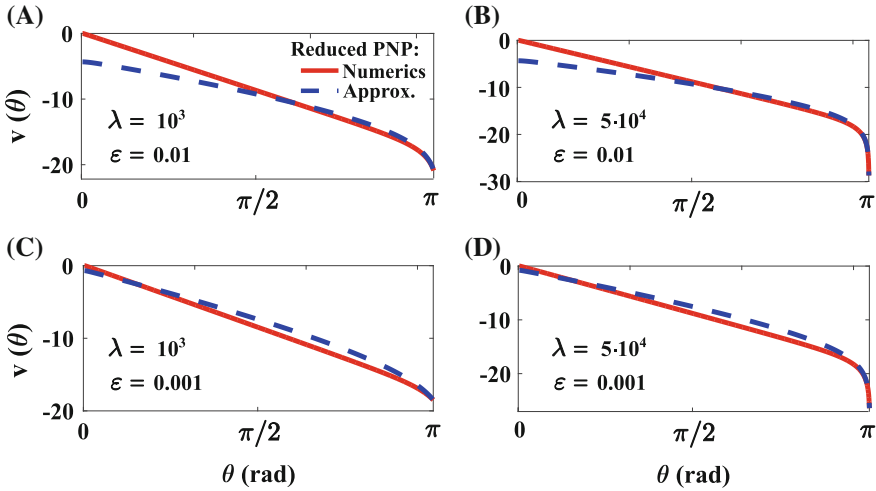 (A)
Reduced PNP:
Numerics
Approx.
λ = 10³
ε = 0.01
v (θ)
0
-10
-20
0
π/2
π
(B)
λ = 5·10⁴
ε = 0.01
0
-10
-20
-30
0
π/2
π
(C)
λ = 10³
ε = 0.001
v (θ)
0
-10
-20
0
π/2
π
θ (rad)
(D)
λ = 5·10⁴
ε = 0.001
0
-10
-20
0
π/2
π
θ (rad)